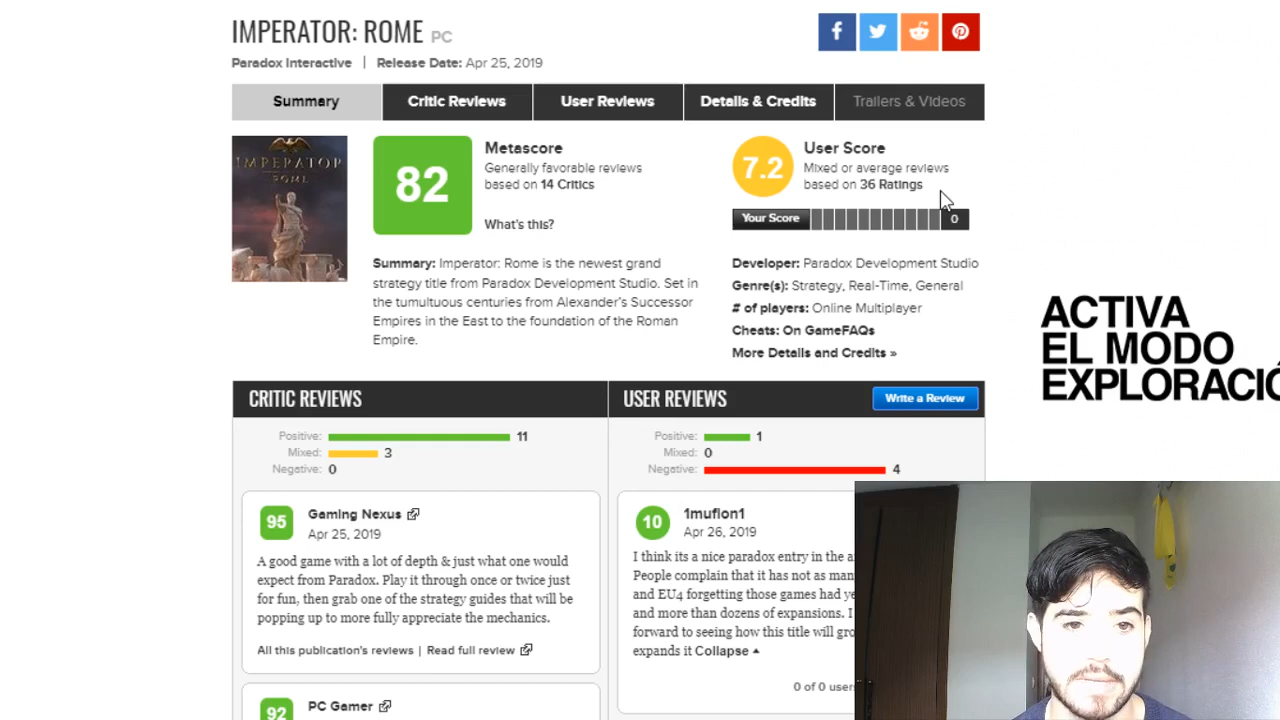 IMPERATOR: ROME PC
Paradox Interactive | Release Date: Apr 25, 2019
Summary
Critic Reviews
User Reviews
Details & Credits
Trailers & Videos
IMPERATOR
ROME
82
Metascore
Generally favorable reviews
based on 14 Critics
What's this?
7.2
User Score
Mixed or average reviews
based on 36 Ratings
Your Score
0
Summary: Imperator: Rome is the newest grand
strategy title from Paradox Development Studio. Set in
the tumultuous centuries from Alexander's Successor
Empires in the East to the foundation of the Roman
Empire.
Developer: Paradox Development Studio
Genre(s): Strategy, Real-Time, General
# of players: Online Multiplayer
Cheats: On GameFAQs
More Details and Credits »
ACTIVA
EL MODO
EXPLORACIÓ
CRITIC REVIEWS
Positive: 11
Mixed: 3
Negative: 0
95
Gaming Nexus
Apr 25, 2019
A good game with a lot of depth & just what one would
expect from Paradox. Play it through once or twice just
for fun, then grab one of the strategy guides that will be
popping up to more fully appreciate the mechanics.
All this publication's reviews | Read full review
92
PC Gamer
USER REVIEWS
Write a Review
Positive: 1
Mixed: 0
Negative: 4
10
1muflon1
Apr 26, 2019
I think its a nice paradox entry in the
People complain that it has not as man
and EU4 forgetting those games had ye
and more than dozens of expansions. I
forward to seeing how this title will gro
expands it Collapse
0 of 0 users